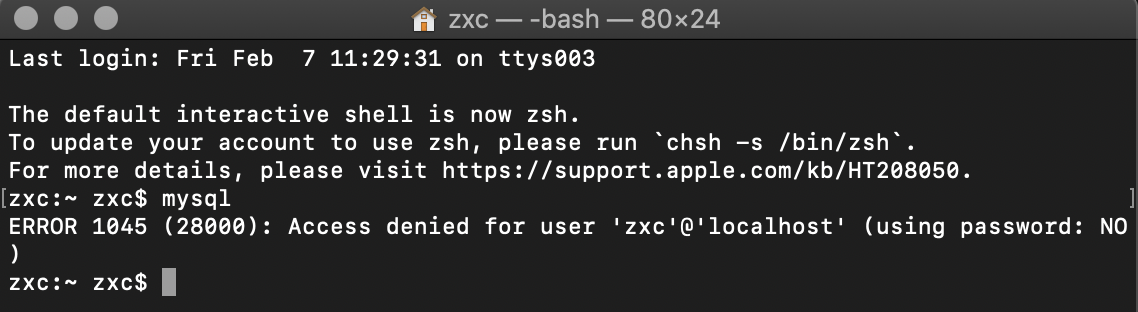 zxc — -bash — 80×24
Last login: Fri Feb  7 11:29:31 on ttys003
The default interactive shell is now zsh.
To update your account to use zsh, please run `chsh -s /bin/zsh`.
For more details, please visit https://support.apple.com/kb/HT208050.
[zxc:~ zxc$ mysql ]
ERROR 1045 (28000): Access denied for user 'zxc'@'localhost' (using password: NO
)
zxc:~ zxc$